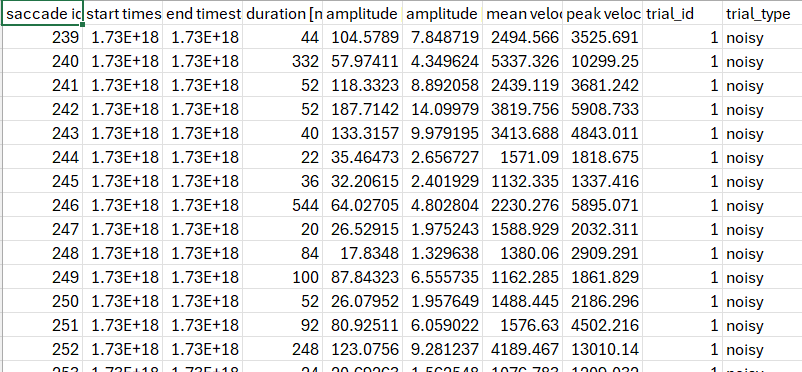 saccade id start times end timest duration [n amplitude amplitude mean veloc peak veloc trial_id trial_type
239 1.73E+18 1.73E+18 44 104.5789 7.848719 2494.566 3525.691 1 noisy
240 1.73E+18 1.73E+18 332 57.97411 4.349624 5337.326 10299.25 1 noisy
241 1.73E+18 1.73E+18 52 118.3323 8.892058 2439.119 3681.242 1 noisy
242 1.73E+18 1.73E+18 52 187.7142 14.09979 3819.756 5908.733 1 noisy
243 1.73E+18 1.73E+18 40 133.3157 9.979195 3413.688 4843.011 1 noisy
244 1.73E+18 1.73E+18 22 35.46473 2.656727 1571.09 1818.675 1 noisy
245 1.73E+18 1.73E+18 36 32.20615 2.401929 1132.335 1337.416 1 noisy
246 1.73E+18 1.73E+18 544 64.02705 4.802804 2230.276 5895.071 1 noisy
247 1.73E+18 1.73E+18 20 26.52915 1.975243 1588.929 2032.311 1 noisy
248 1.73E+18 1.73E+18 84 17.8348 1.329638 1380.06 2909.291 1 noisy
249 1.73E+18 1.73E+18 100 87.84323 6.555735 1162.285 1861.829 1 noisy
250 1.73E+18 1.73E+18 52 26.07952 1.957649 1488.445 2186.296 1 noisy
251 1.73E+18 1.73E+18 92 80.92511 6.059022 1576.63 4502.216 1 noisy
252 1.73E+18 1.73E+18 248 123.0756 9.281237 4189.467 13010.14 1 noisy